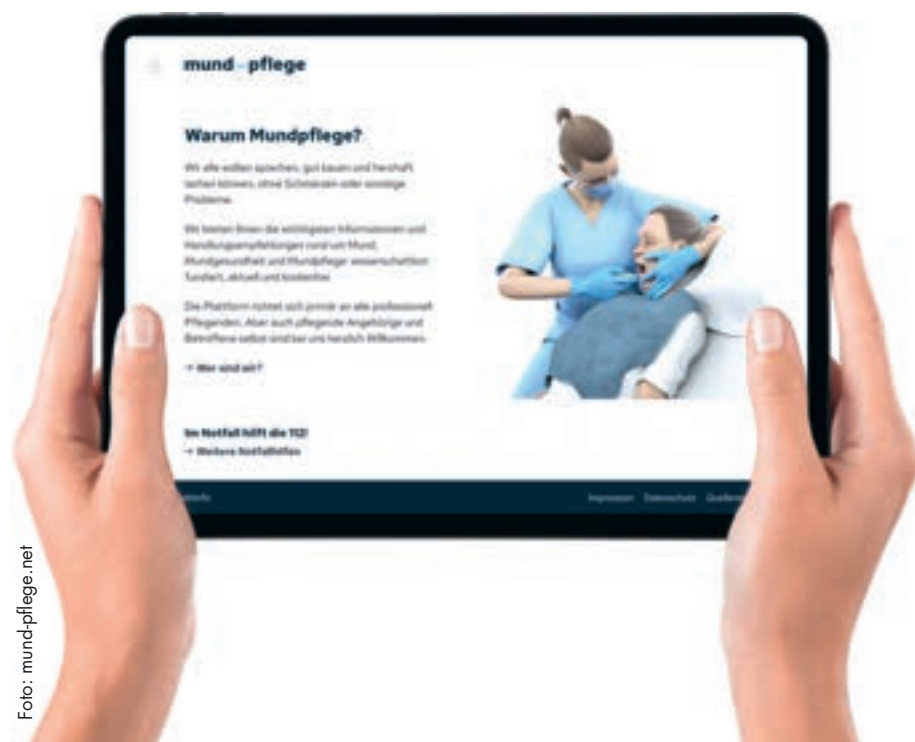 mund-pflege
Warum Mundpflege?
Wir alle wollen sprechen, gut kauen und herzhaft
lachen können, ohne Schmerzen oder sonstige
Probleme.
Wir bieten Ihnen die wichtigsten Informationen und
Handlungsempfehlungen rund um Mund,
Mundgesundheit und Mundpflege: wissenschaftlich
fundiert, aktuell und kostenfrei.
Die Plattform richtet sich primär an alle professionell
Pflegenden. Aber auch pflegende Angehörige und
Betroffene selbst sind bei uns herzlich Willkommen.
→ Wer sind wir?
Im Notfall hilft die 112!
→ Weitere Notfallhilfen
Impressum Datenschutz
Foto: mund-pflege.net